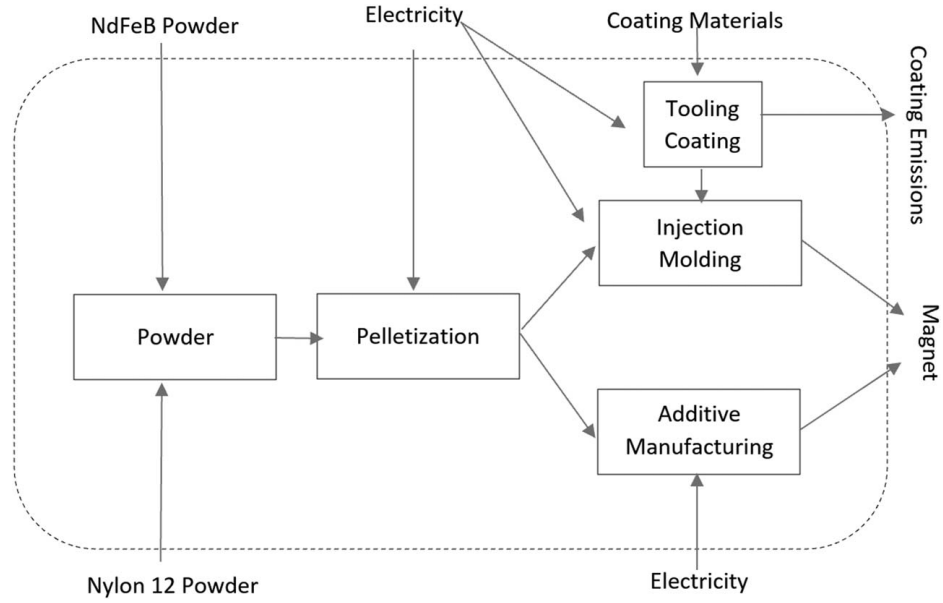 NdFeB Powder
Electricity
Coating Materials
Coating Emissions
Tooling
Coating
Injection
Molding
Powder
Pelletization
Magnet
Additive
Manufacturing
Nylon 12 Powder
Electricity